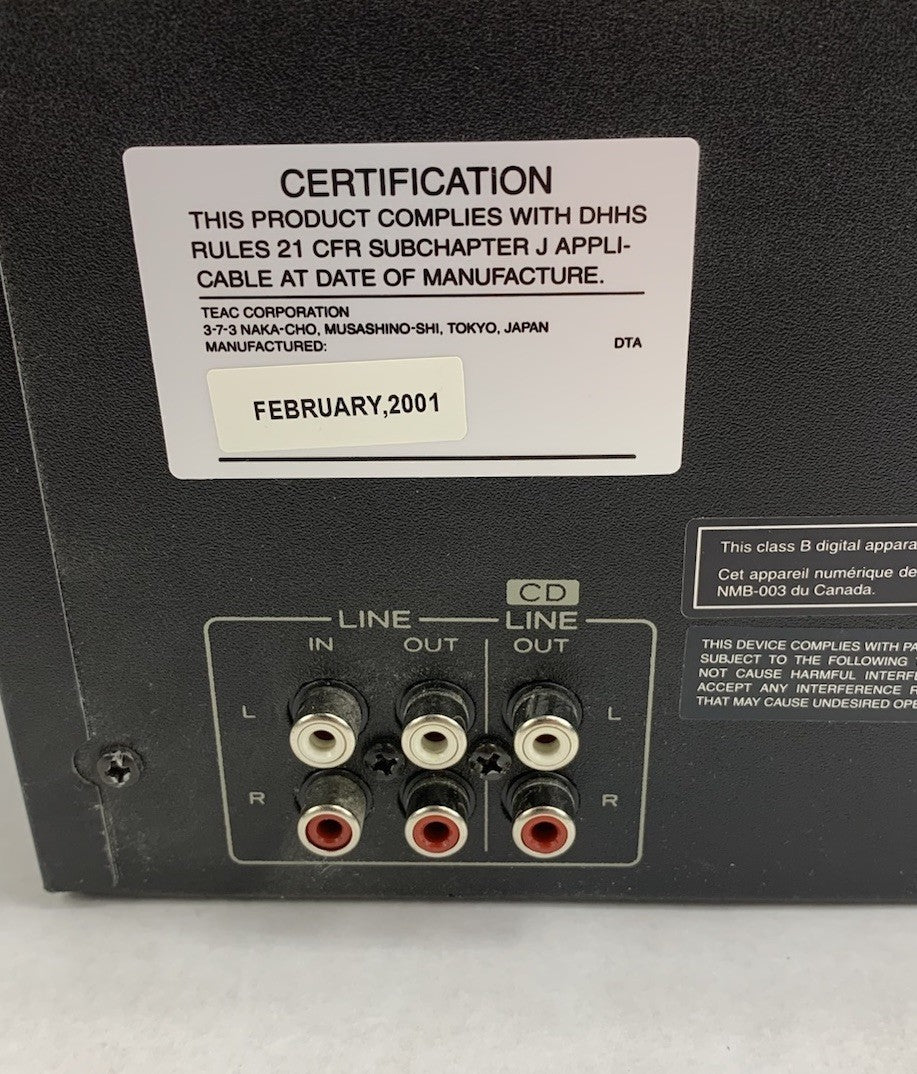 CERTIFICATION
THIS PRODUCT COMPLIES WITH DHHS
RULES 21 CFR SUBCHAPTER J APPLI-
CABLE AT DATE OF MANUFACTURE.
TEAC CORPORATION
3-7-3 NAKA-CHO, MUSASHINO-SHI, TOKYO, JAPAN
MANUFACTURED: DTA
FEBRUARY,2001
This class B digital
Cet appareil numérique de
NMB-003 du Canada.
THIS DEVICE COMPLIES WITH
SUBJECT TO THE FOLLOWING
NOT CAUSE HARMFUL
ACCEPT ANY INTERFERENCE
THAT MAY CAUSE UNDESIRED
CD
LINE LINE
IN OUT OUT
L L
R R